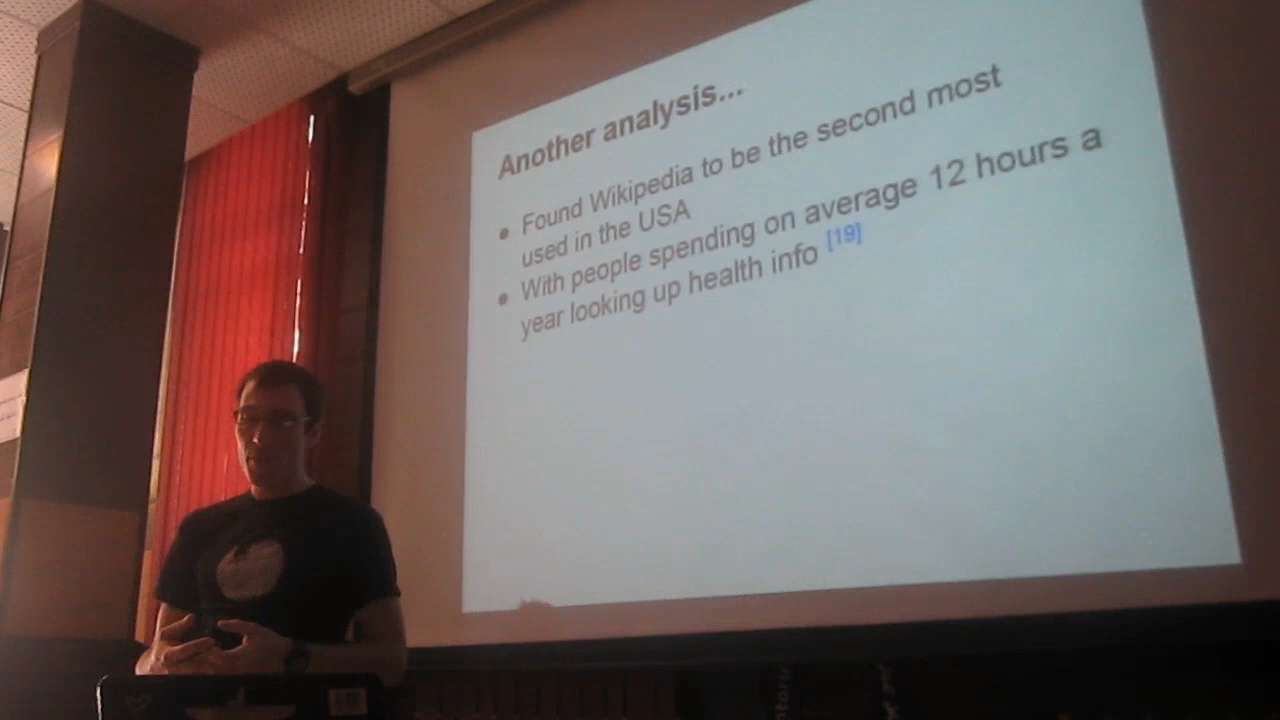 Another analysis...
• Found Wikipedia to be the second most
used in the USA
• With people spending on average 12 hours a
year looking up health info [19]